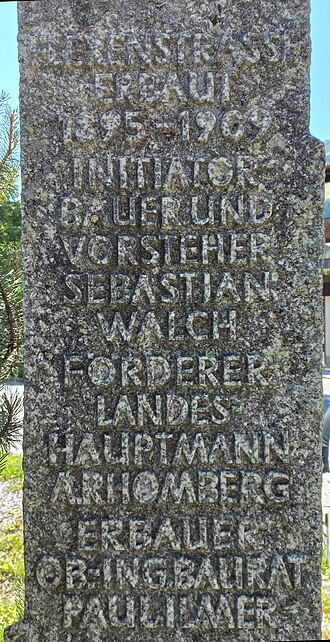 FLEXENSTRASSE
ERBAUT
1895-1909
INITIATOR
BAUER UND
VORSTEHER
SEBASTIAN
WALCH
FÖRDERER
LANDES-
HAUPTMANN
A.RHOMBERG
ERBAUER
OB:ING.BAURAT
PAUL ILMER